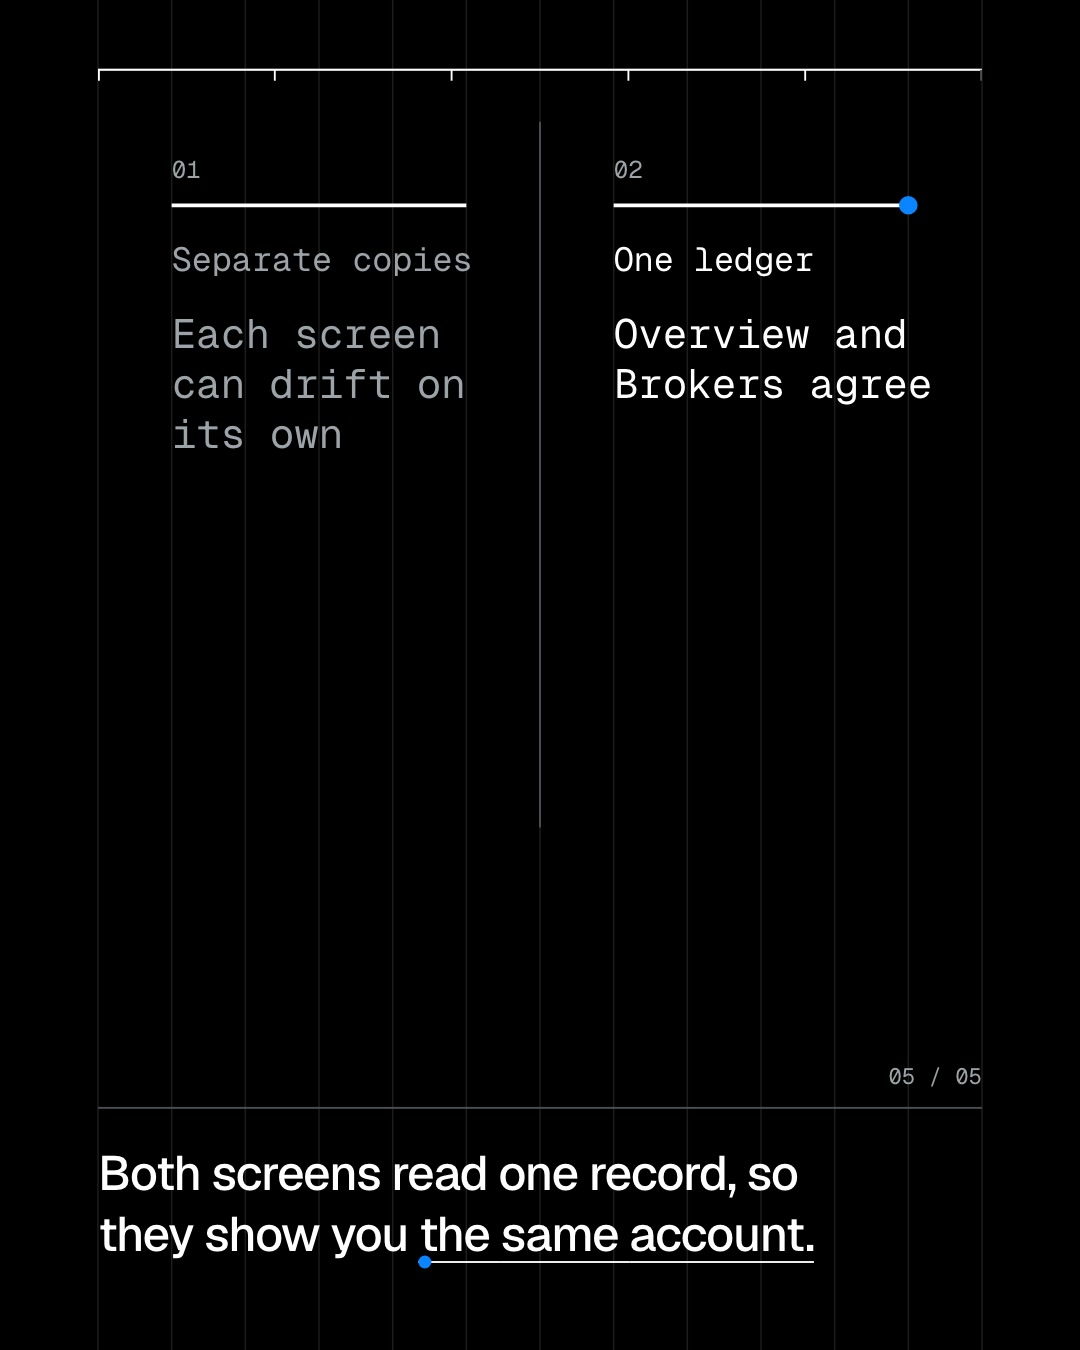 01
Separate copies
Each screen
can drift on
its own
02
One ledger
Overview and
Brokers agree
05 / 05
Both screens read one record, so
they show you the same account.